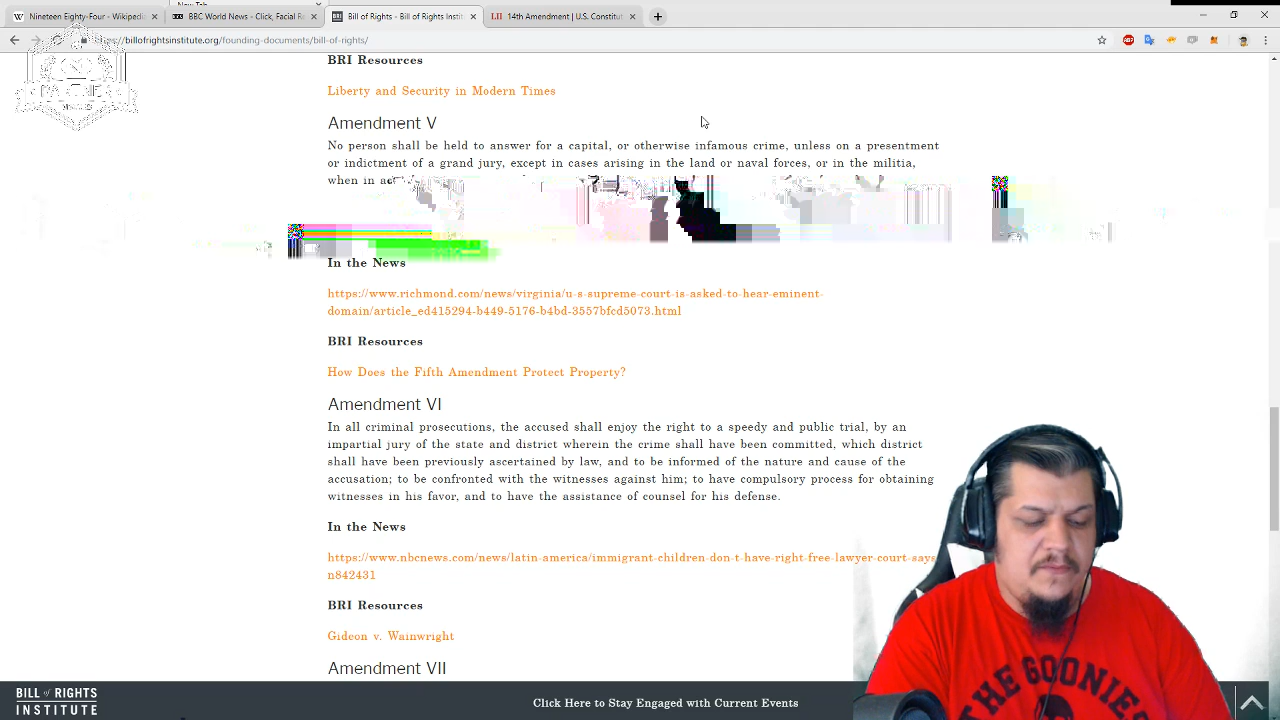 Nineteen Eighty-Four - Wikiped
BBC World News - Click, Facial Re
Bill of Rights - Bill of Rights Insti
14th Amendment | U.S. Constitut
https://billofrightsinstitute.org/founding-documents/bill-of-rights/
BRI Resources
Liberty and Security in Modern Times
Amendment V
No person shall be held to answer for a capital, or otherwise infamous crime, unless on a presentment
or indictment of a grand jury, except in cases arising in the land or naval forces, or in the militia,
when in
In the News
https://www.richmond.com/news/virginia/u-s-supreme-court-is-asked-to-hear-eminent-
domain/article_ed415294-b449-5176-b4bd-3557bfcd5073.html
BRI Resources
How Does the Fifth Amendment Protect Property?
Amendment VI
In all criminal prosecutions, the accused shall enjoy the right to a speedy and public trial, by an
impartial jury of the state and district wherein the crime shall have been committed, which district
shall have been previously ascertained by law, and to be informed of the nature and cause of the
accusation; to be confronted with the witnesses against him; to have compulsory process for obtaining
witnesses in his favor, and to have the assistance of counsel for his defense.
In the News
https://www.nbcnews.com/news/latin-america/immigrant-children-don-t-have-right-free-lawyer-court-says
n842431
BRI Resources
Gideon v. Wainwright
Amendment VII
BILL of RIGHTS
INSTITUTE
Click Here to Stay Engaged with Current Events
THE GOONIES